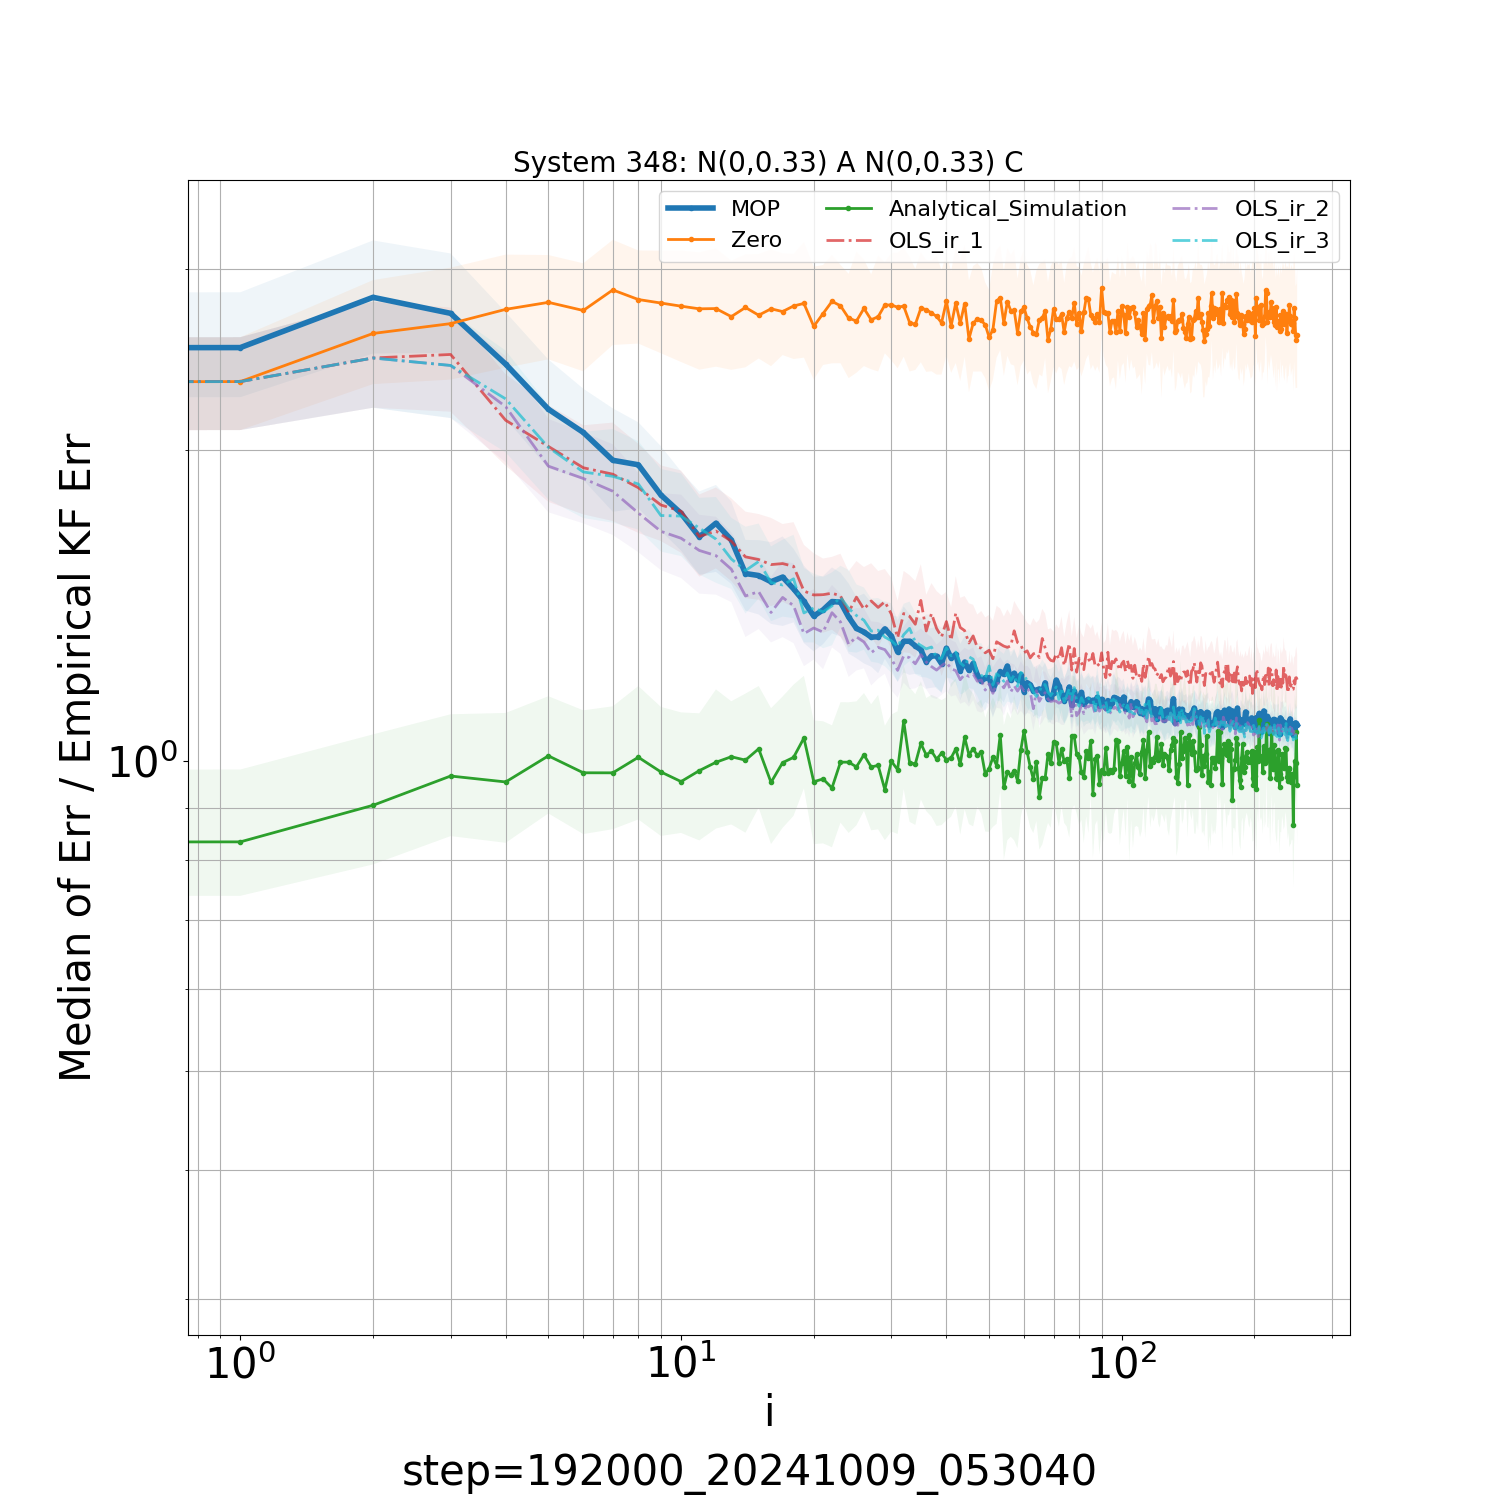 System 348: N(0,0.33) A N(0,0.33) C
MOP
Zero
Analytical_Simulation
OLS_ir_1
OLS_ir_2
OLS_ir_3
Median of Err / Empirical KF Err
10⁰
10⁰ 10¹ 10²
i
step=192000_20241009_053040